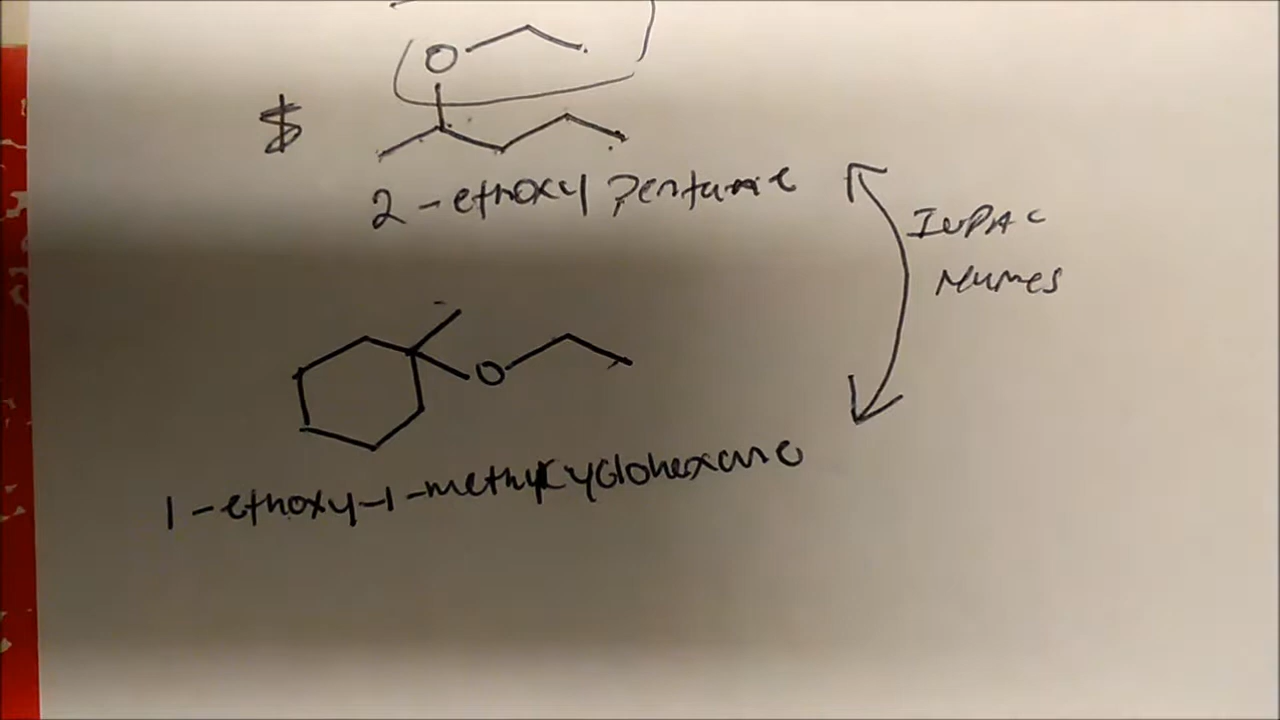 O
$
2-ethoxy pentane
IUPAC
Names
O
1-ethoxy-1-methylcyclohexane